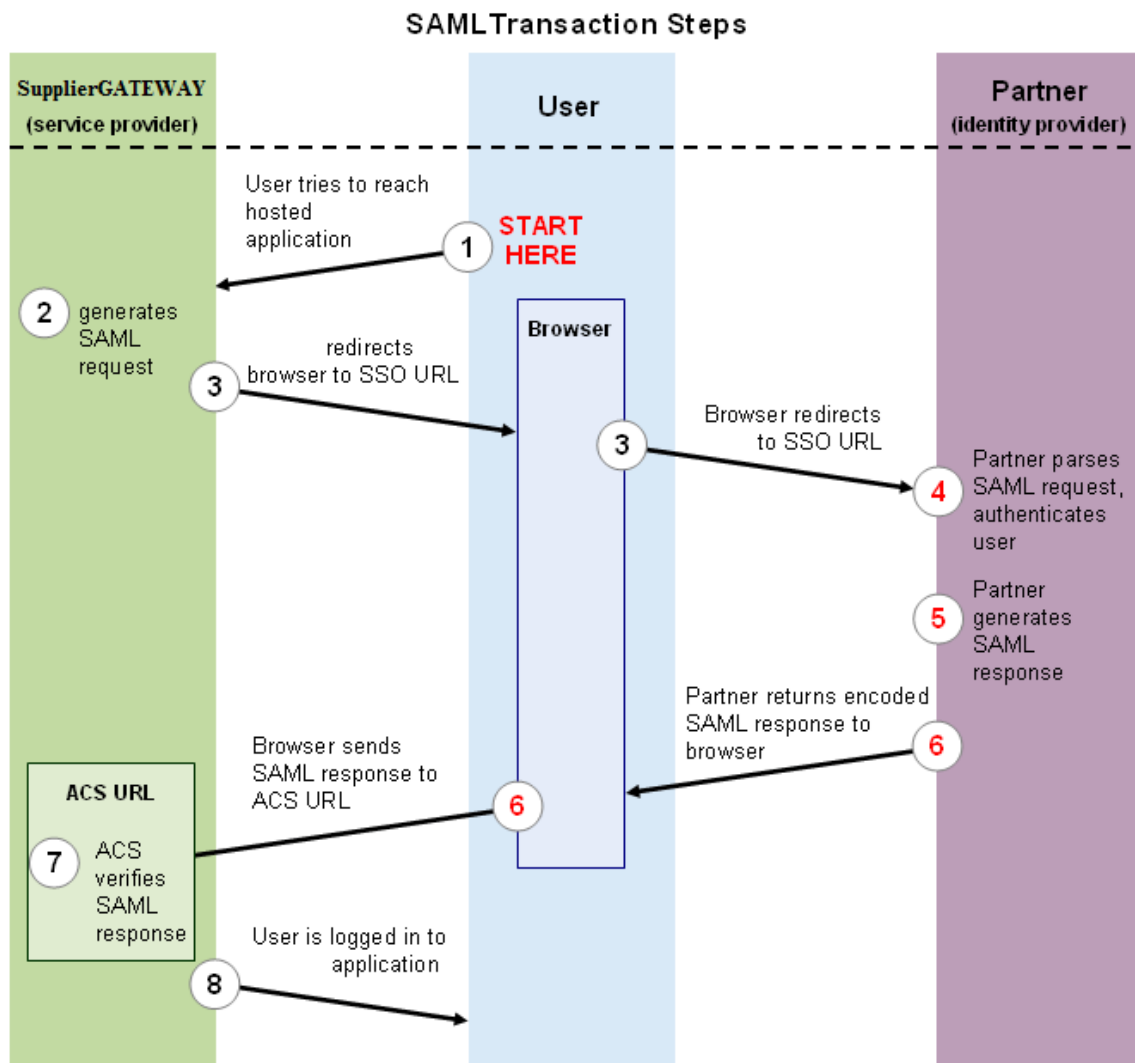 SAML Transaction Steps
SupplierGATEWAY
(service provider)
User
Partner
(identity provider)
User tries to reach
hosted
application
1
START
HERE
2
generates
SAML
request
3
redirects
browser to SSO URL
Browser
3
Browser redirects
to SSO URL
4
Partner parses
SAML request,
authenticates
user
5
Partner
generates
SAML
response
6
Partner returns encoded
SAML response to
browser
6
Browser sends
SAML response to
ACS URL
ACS URL
7
ACS
verifies
SAML
response
8
User is logged in to
application